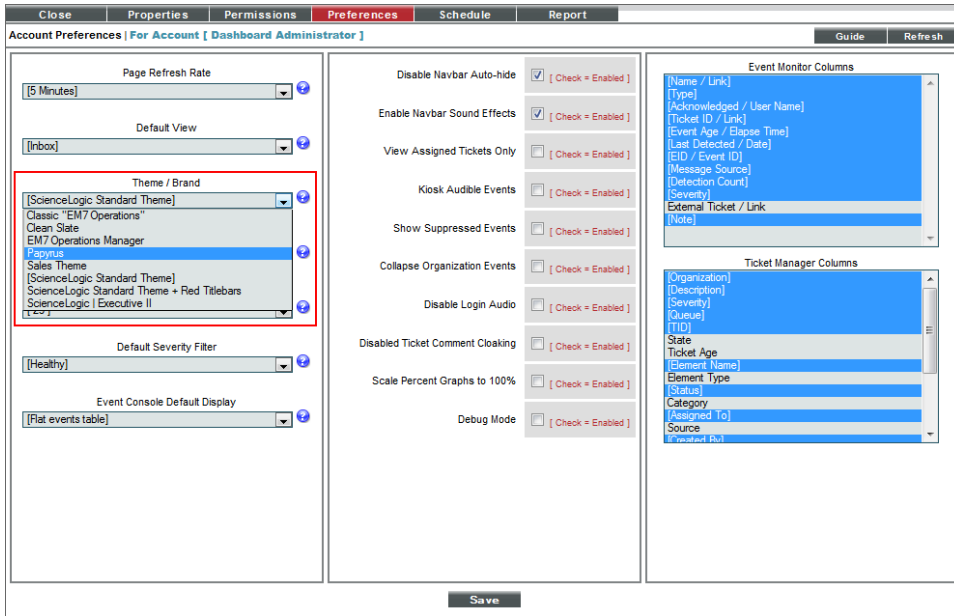 Close Properties Permissions Preferences Schedule Report
Account Preferences | For Account [ Dashboard Administrator ]
Guide Refresh
Page Refresh Rate
[5 Minutes]
Default View
[Inbox]
Theme / Brand
[ScienceLogic Standard Theme]
Classic "EM7 Operations"
Clean Slate
EM7 Operations Manager
Papyrus
Sales Theme
[ScienceLogic Standard Theme]
ScienceLogic Standard Theme + Red Titlebars
ScienceLogic | Executive II
[ 25 ]
Default Severity Filter
[Healthy]
Event Console Default Display
[Flat events table]
Disable Navbar Auto-hide [ Check = Enabled ]
Enable Navbar Sound Effects [ Check = Enabled ]
View Assigned Tickets Only [ Check = Enabled ]
Kiosk Audible Events [ Check = Enabled ]
Show Suppressed Events [ Check = Enabled ]
Collapse Organization Events [ Check = Enabled ]
Disable Login Audio [ Check = Enabled ]
Disabled Ticket Comment Cloaking [ Check = Enabled ]
Scale Percent Graphs to 100% [ Check = Enabled ]
Debug Mode [ Check = Enabled ]
Event Monitor Columns
[Name / Link]
[Type]
[Acknowledged / User Name]
[Ticket ID / Link]
[Event Age / Elapse Time]
[Last Detected / Date]
[EID / Event ID]
[Message Source]
[Detection Count]
[Severity]
External Ticket / Link
[Note]
Ticket Manager Columns
[Organization]
[Description]
[Severity]
[Queue]
[TID]
State
Ticket Age
[Element Name]
Element Type
[Status]
Category
[Assigned To]
Source
[Created By]
Save